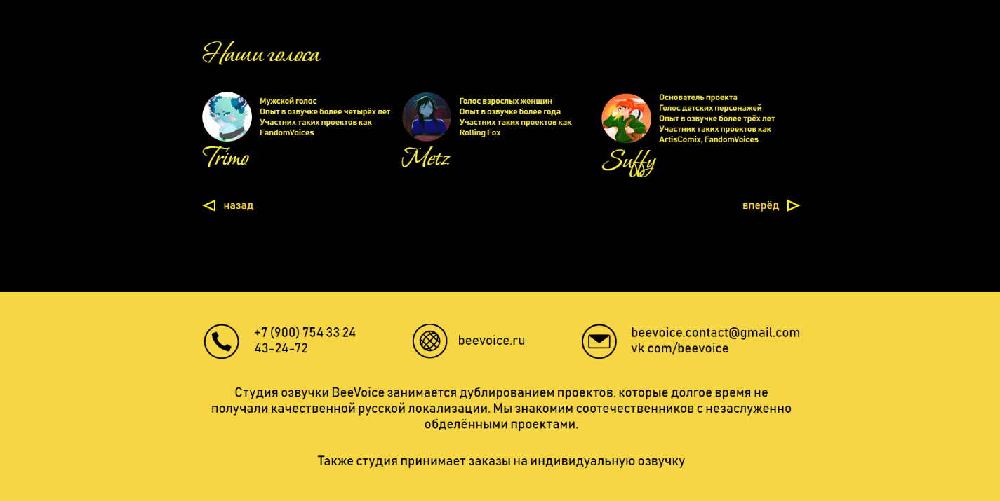 Наши голоса
Мужской голос
Опыт в озвучке более четырёх лет
Участних таких проектов как
FandomVoices
Trimo
Голос взрослых женщин
Опыт в озвучке более года
Участних таких проектов как
Rolling Fox
Metz
Основатель проекта
Голос детских персонажей
Опыт в озвучке более трёх лет
Участник таких проектов как
ArtisComix, FandomVoices
Suffy
назад
вперёд
+7 (900) 754 33 24
43-24-72
beevoice.ru
beevoice.contact@gmail.com
vk.com/beevoice
Студия озвучки BeeVoice занимается дублированием проектов, которые долгое время не
получали качественной русской локализации. Мы знакомим соотечественников с незаслуженно
обделёнными проектами.
Также студия принимает заказы на индивидуальную озвучку